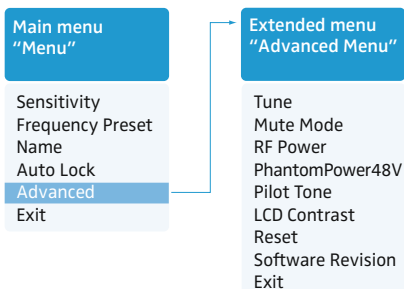 Main menu
"Menu"
Sensitivity
Frequency Preset
Name
Auto Lock
Advanced
Exit
Extended menu
"Advanced Menu"
Tune
Mute Mode
RF Power
PhantomPower48V
Pilot Tone
LCD Contrast
Reset
Software Revision
Exit